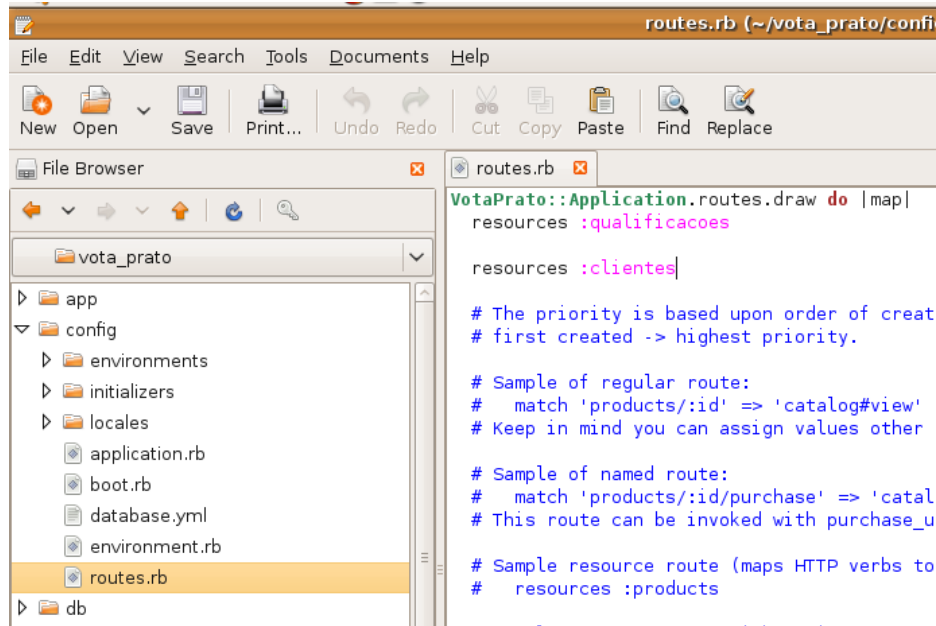 routes.rb (~/vota_prato/confi
File Edit View Search Tools Documents Help
New Open Save Print... Undo Redo Cut Copy Paste Find Replace
File Browser
routes.rb
vota_prato
app
config
environments
initializers
locales
application.rb
boot.rb
database.yml
environment.rb
routes.rb
db
VotaPrato::Application.routes.draw do |map|
resources :qualificacoes
resources :clientes
# The priority is based upon order of creat
# first created -> highest priority.
# Sample of regular route:
#   match 'products/:id' => 'catalog#view'
# Keep in mind you can assign values other
# Sample of named route:
#   match 'products/:id/purchase' => 'catal
# This route can be invoked with purchase_u
# Sample resource route (maps HTTP verbs to
#   resources :products